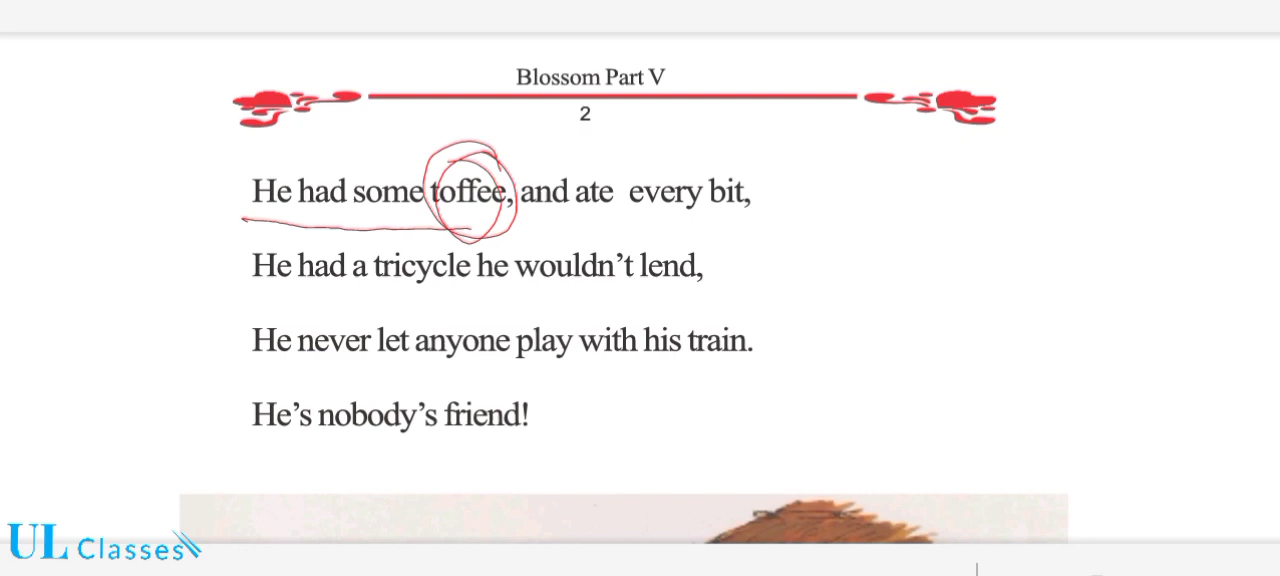 Blossom Part V
2
He had some toffee, and ate every bit,
He had a tricycle he wouldn't lend,
He never let anyone play with his train.
He's nobody's friend!
UL Classes